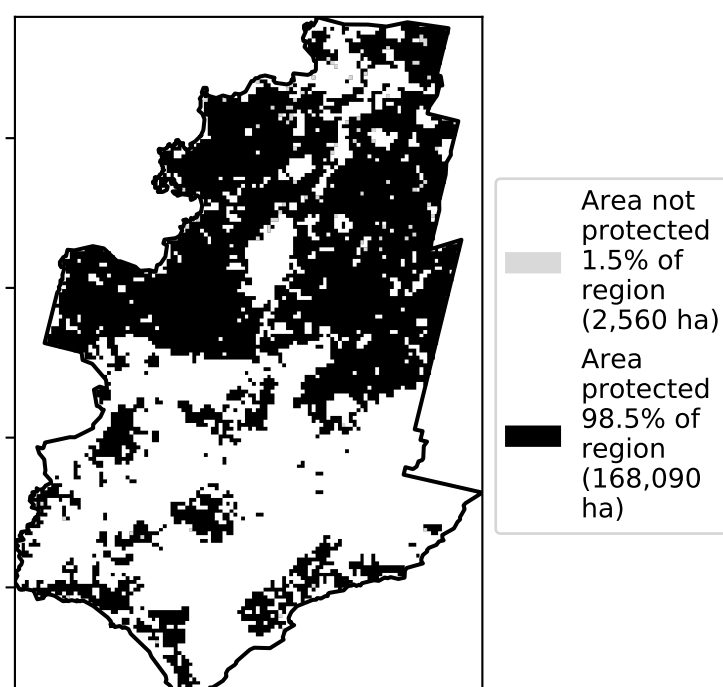 Area not
protected
1.5% of
region
(2,560 ha)
Area
protected
98.5% of
region
(168,090
ha)